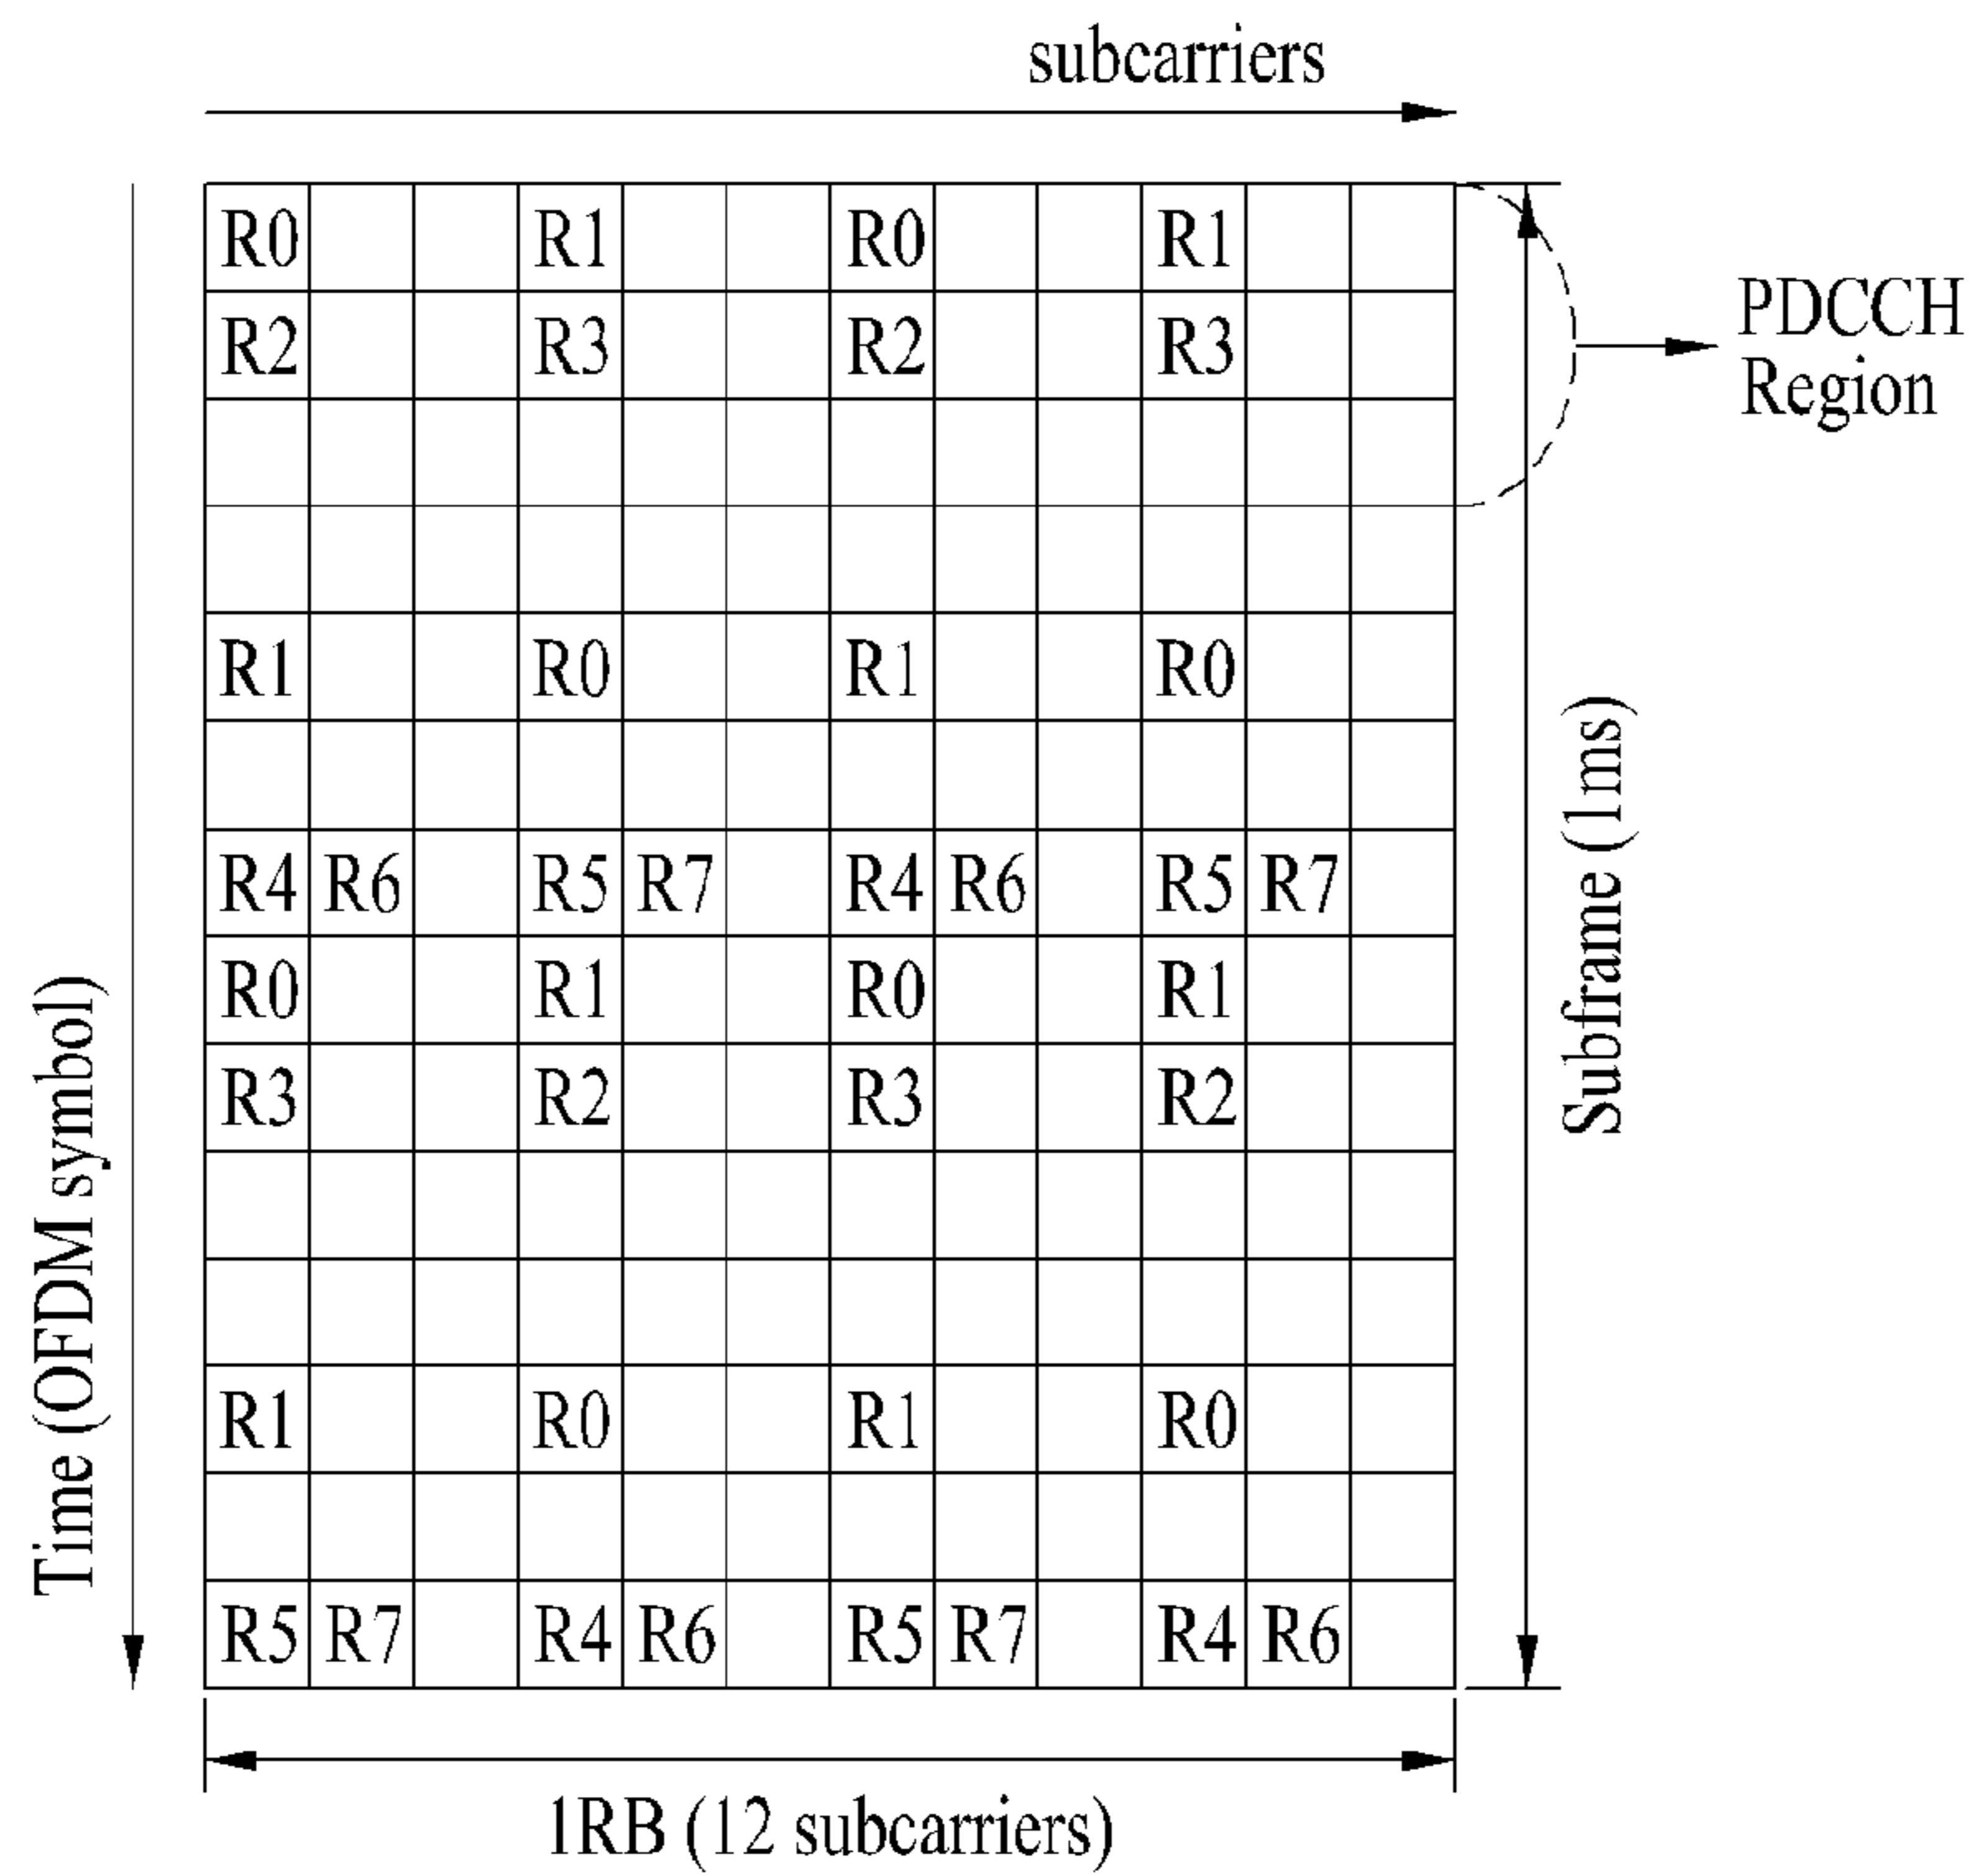 subcarriers
R0 R1 R0 R1
R2 R3 R2 R3
PDCCH
Region
R1 R0 R1 R0
R4 R6 R5 R7 R4 R6 R5 R7
R0 R1 R0 R1
R3 R2 R3 R2
R1 R0 R1 R0
R5 R7 R4 R6 R5 R7 R4 R6
Time (OFDM symbol)
Subframe (1ms)
1RB (12 subcarriers)